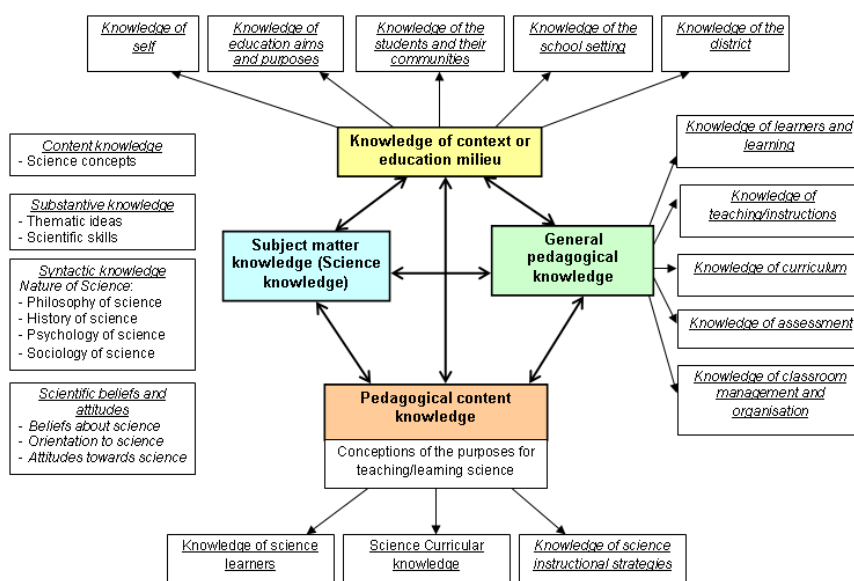 Knowledge of
self
Knowledge of
education aims
and purposes
Knowledge of the
students and their
communities
Knowledge of the
school setting
Knowledge of the
district
Knowledge of context or
education milieu
Content knowledge
- Science concepts
Substantive knowledge
- Thematic ideas
- Scientific skills
Syntactic knowledge
Nature of Science:
- Philosophy of science
- History of science
- Psychology of science
- Sociology of science
Scientific beliefs and
attitudes
- Beliefs about science
- Orientation to science
- Attitudes towards science
Subject matter
knowledge (Science
knowledge)
General
pedagogical
knowledge
Knowledge of learners and
learning
Knowledge of
teaching/instructions
Knowledge of curriculum
Knowledge of assessment
Knowledge of classroom
management and
organisation
Pedagogical content
knowledge
Conceptions of the purposes for
teaching/learning science
Knowledge of science
learners
Science Curricular
knowledge
Knowledge of science
instructional strategies